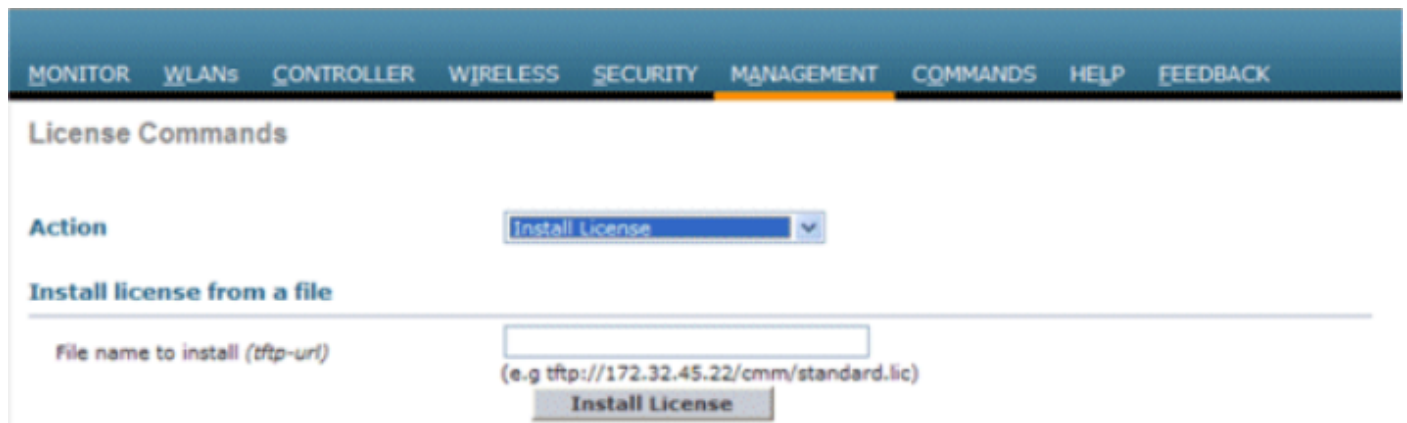 MONITOR WLANs CONTROLLER WIRELESS SECURITY MANAGEMENT COMMANDS HELP FEEDBACK
License Commands
Action Install License
Install license from a file
File name to install (tftp-url)
(e.g tftp://172.32.45.22/cmm/standard.lic)
Install License